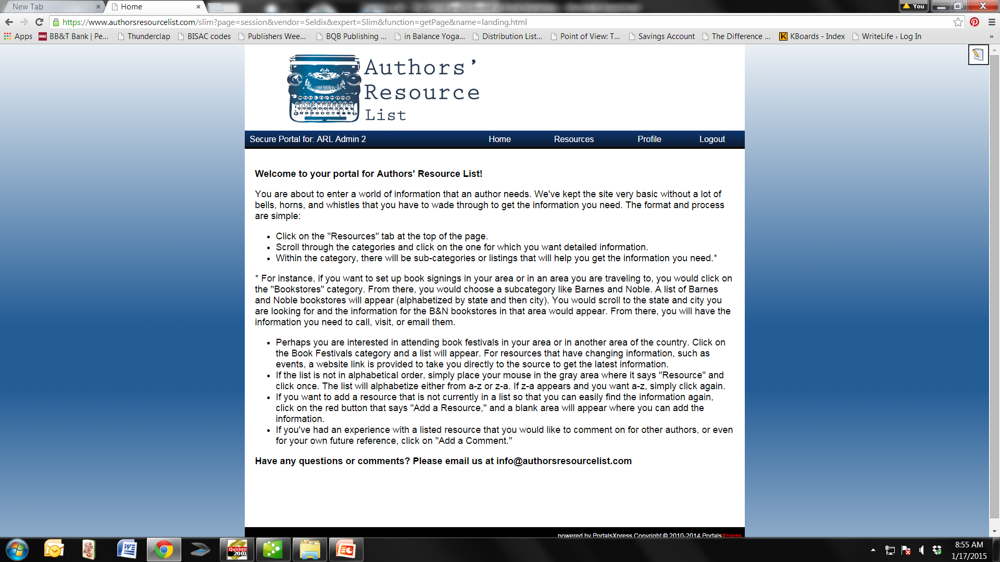 New Tab
Home
You
https://www.authorsresourcelist.com/slim?page=session&vendor=Seldix&expert=Slim&function=getPage&name=landing.html
Apps BB&T Bank | Pe... Thunderclap BISAC codes Publishers Wee... BQB Publishing ... in Balance Yoga... Distribution List... Point of View: T... Savings Account The Difference ... KBoards - Index WriteLife › Log In »
Authors’
Resource
List
Secure Portal for: ARL Admin 2 Home Resources Profile Logout
Welcome to your portal for Authors' Resource List!
You are about to enter a world of information that an author needs. We've kept the site very basic without a lot of
bells, horns, and whistles that you have to wade through to get the information you need. The format and process
are simple:
• Click on the "Resources" tab at the top of the page.
• Scroll through the categories and click on the one for which you want detailed information.
• Within the category, there will be sub-categories or listings that will help you get the information you need.*
* For instance, if you want to set up book signings in your area or in an area you are traveling to, you would click on
the "Bookstores" category. From there, you would choose a subcategory like Barnes and Noble. A list of Barnes
and Noble bookstores will appear (alphabetized by state and then city). You would scroll to the state and city you
are looking for and the information for the B&N bookstores in that area would appear. From there, you will have the
information you need to call, visit, or email them.
• Perhaps you are interested in attending book festivals in your area or in another area of the country. Click on
the Book Festivals category and a list will appear. For resources that have changing information, such as
events, a website link is provided to take you directly to the source to get the latest information.
• If the list is not in alphabetical order, simply place your mouse in the gray area where it says "Resource" and
click once. The list will alphabetize either from a-z or z-a. If z-a appears and you want a-z, simply click again.
• If you want to add a resource that is not currently in a list so that you can easily find the information again,
click on the red button that says "Add a Resource," and a blank area will appear where you can add the
information.
• If you've had an experience with a listed resource that you would like to comment on for other authors, or even
for your own future reference, click on "Add a Comment."
Have any questions or comments? Please email us at info@authorsresourcelist.com
powered by PortalsXpress Copyright © 2010-2014 PortalsXpress
Quicken
2001
8:55 AM
1/17/2015